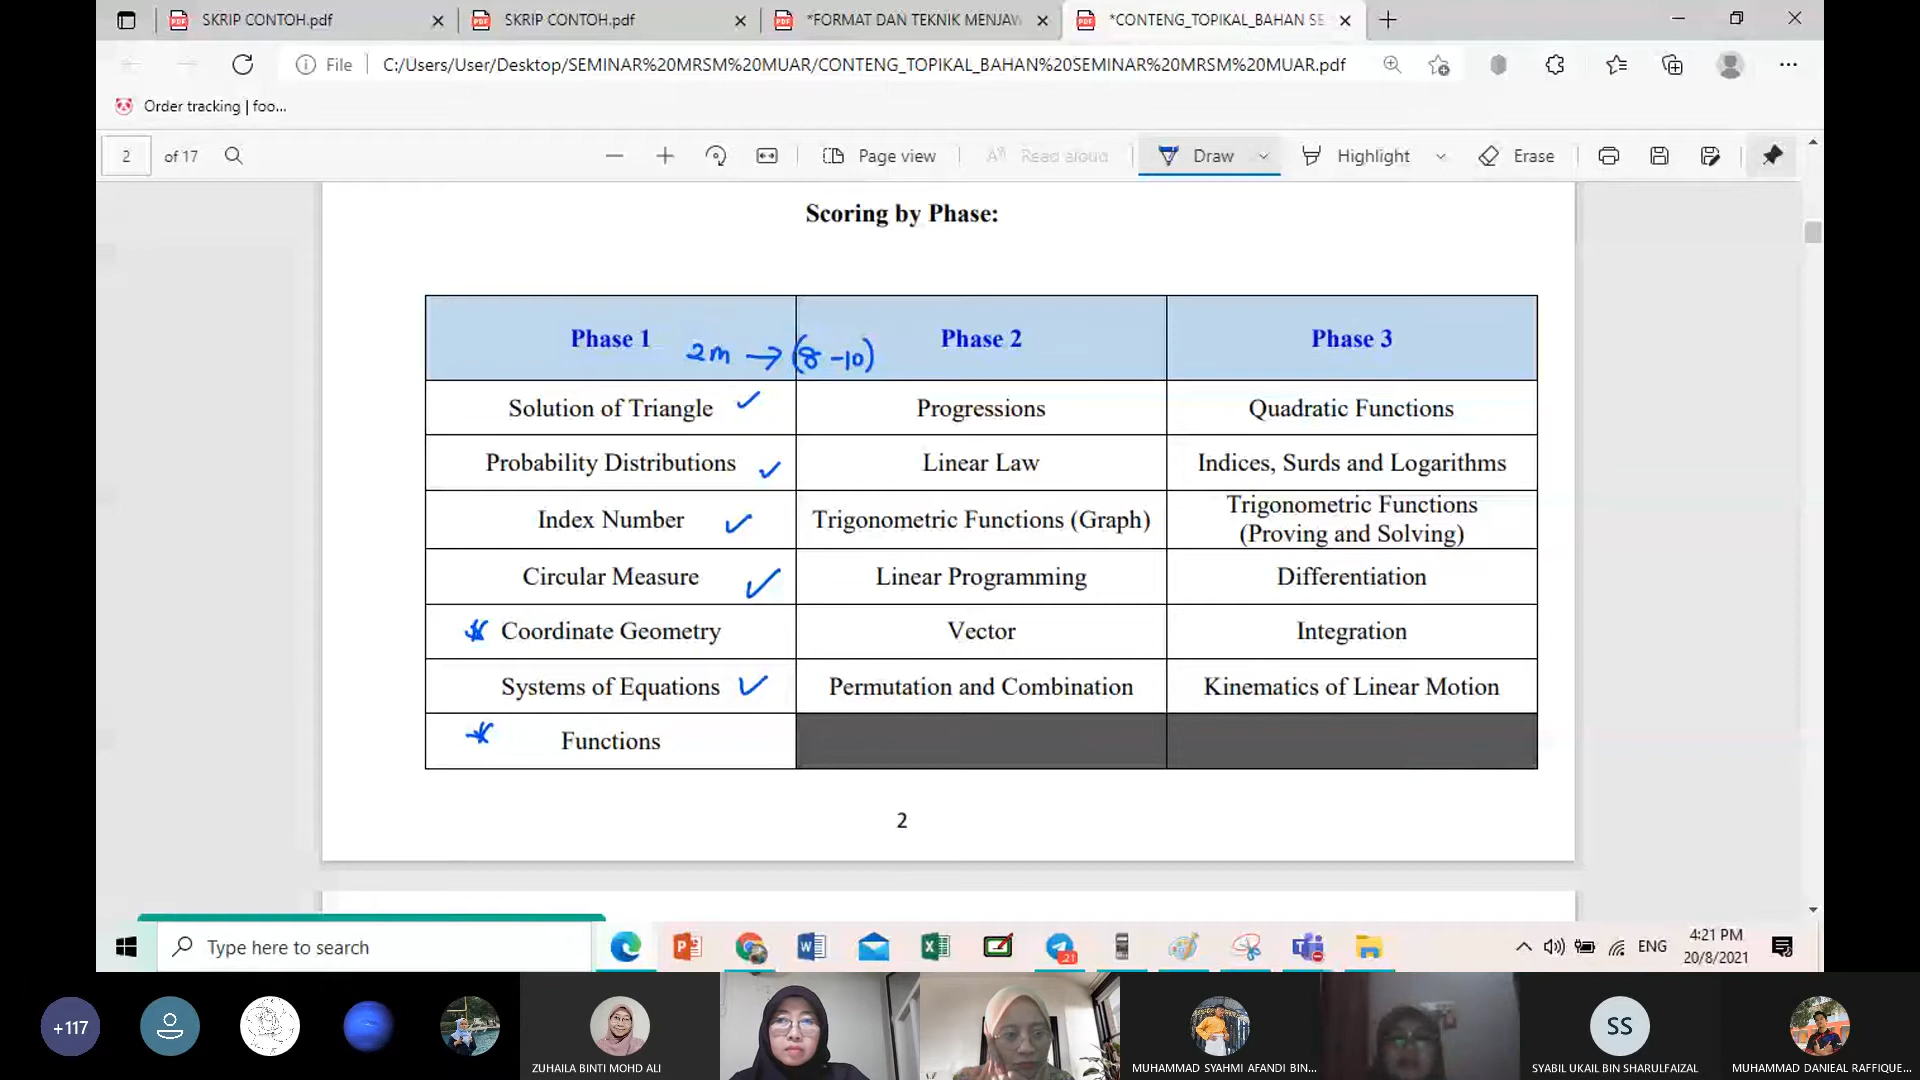 SKRIP CONTOH.pdf
SKRIP CONTOH.pdf
*FORMAT DAN TEKNIK MENJAW
*CONTENG_TOPIKAL_BAHAN SE
File
C:/Users/User/Desktop/SEMINAR%20MRSM%20MUAR/CONTENG_TOPIKAL_BAHAN%20SEMINAR%20MRSM%20MUAR.pdf
Order tracking | foo...
2 of 17
Page view
Read aloud
Draw
Highlight
Erase
Scoring by Phase:
Phase 1
2m → (8 - 10)
Phase 2
Phase 3
Solution of Triangle ✓
Progressions
Quadratic Functions
Probability Distributions ✓
Linear Law
Indices, Surds and Logarithms
Index Number ✓
Trigonometric Functions (Graph)
Trigonometric Functions
(Proving and Solving)
Circular Measure ✓
Linear Programming
Differentiation
Coordinate Geometry
Vector
Integration
Systems of Equations ✓
Permutation and Combination
Kinematics of Linear Motion
Functions
2
Type here to search
21
ENG
4:21 PM
20/8/2021
+117
ZUHAILA BINTI MOHD ALI
MUHAMMAD SYAHMI AFANDI BIN...
SS
SYABIL UKAIL BIN SHARULFAIZAL
MUHAMMAD DANIEAL RAFFIQUE...